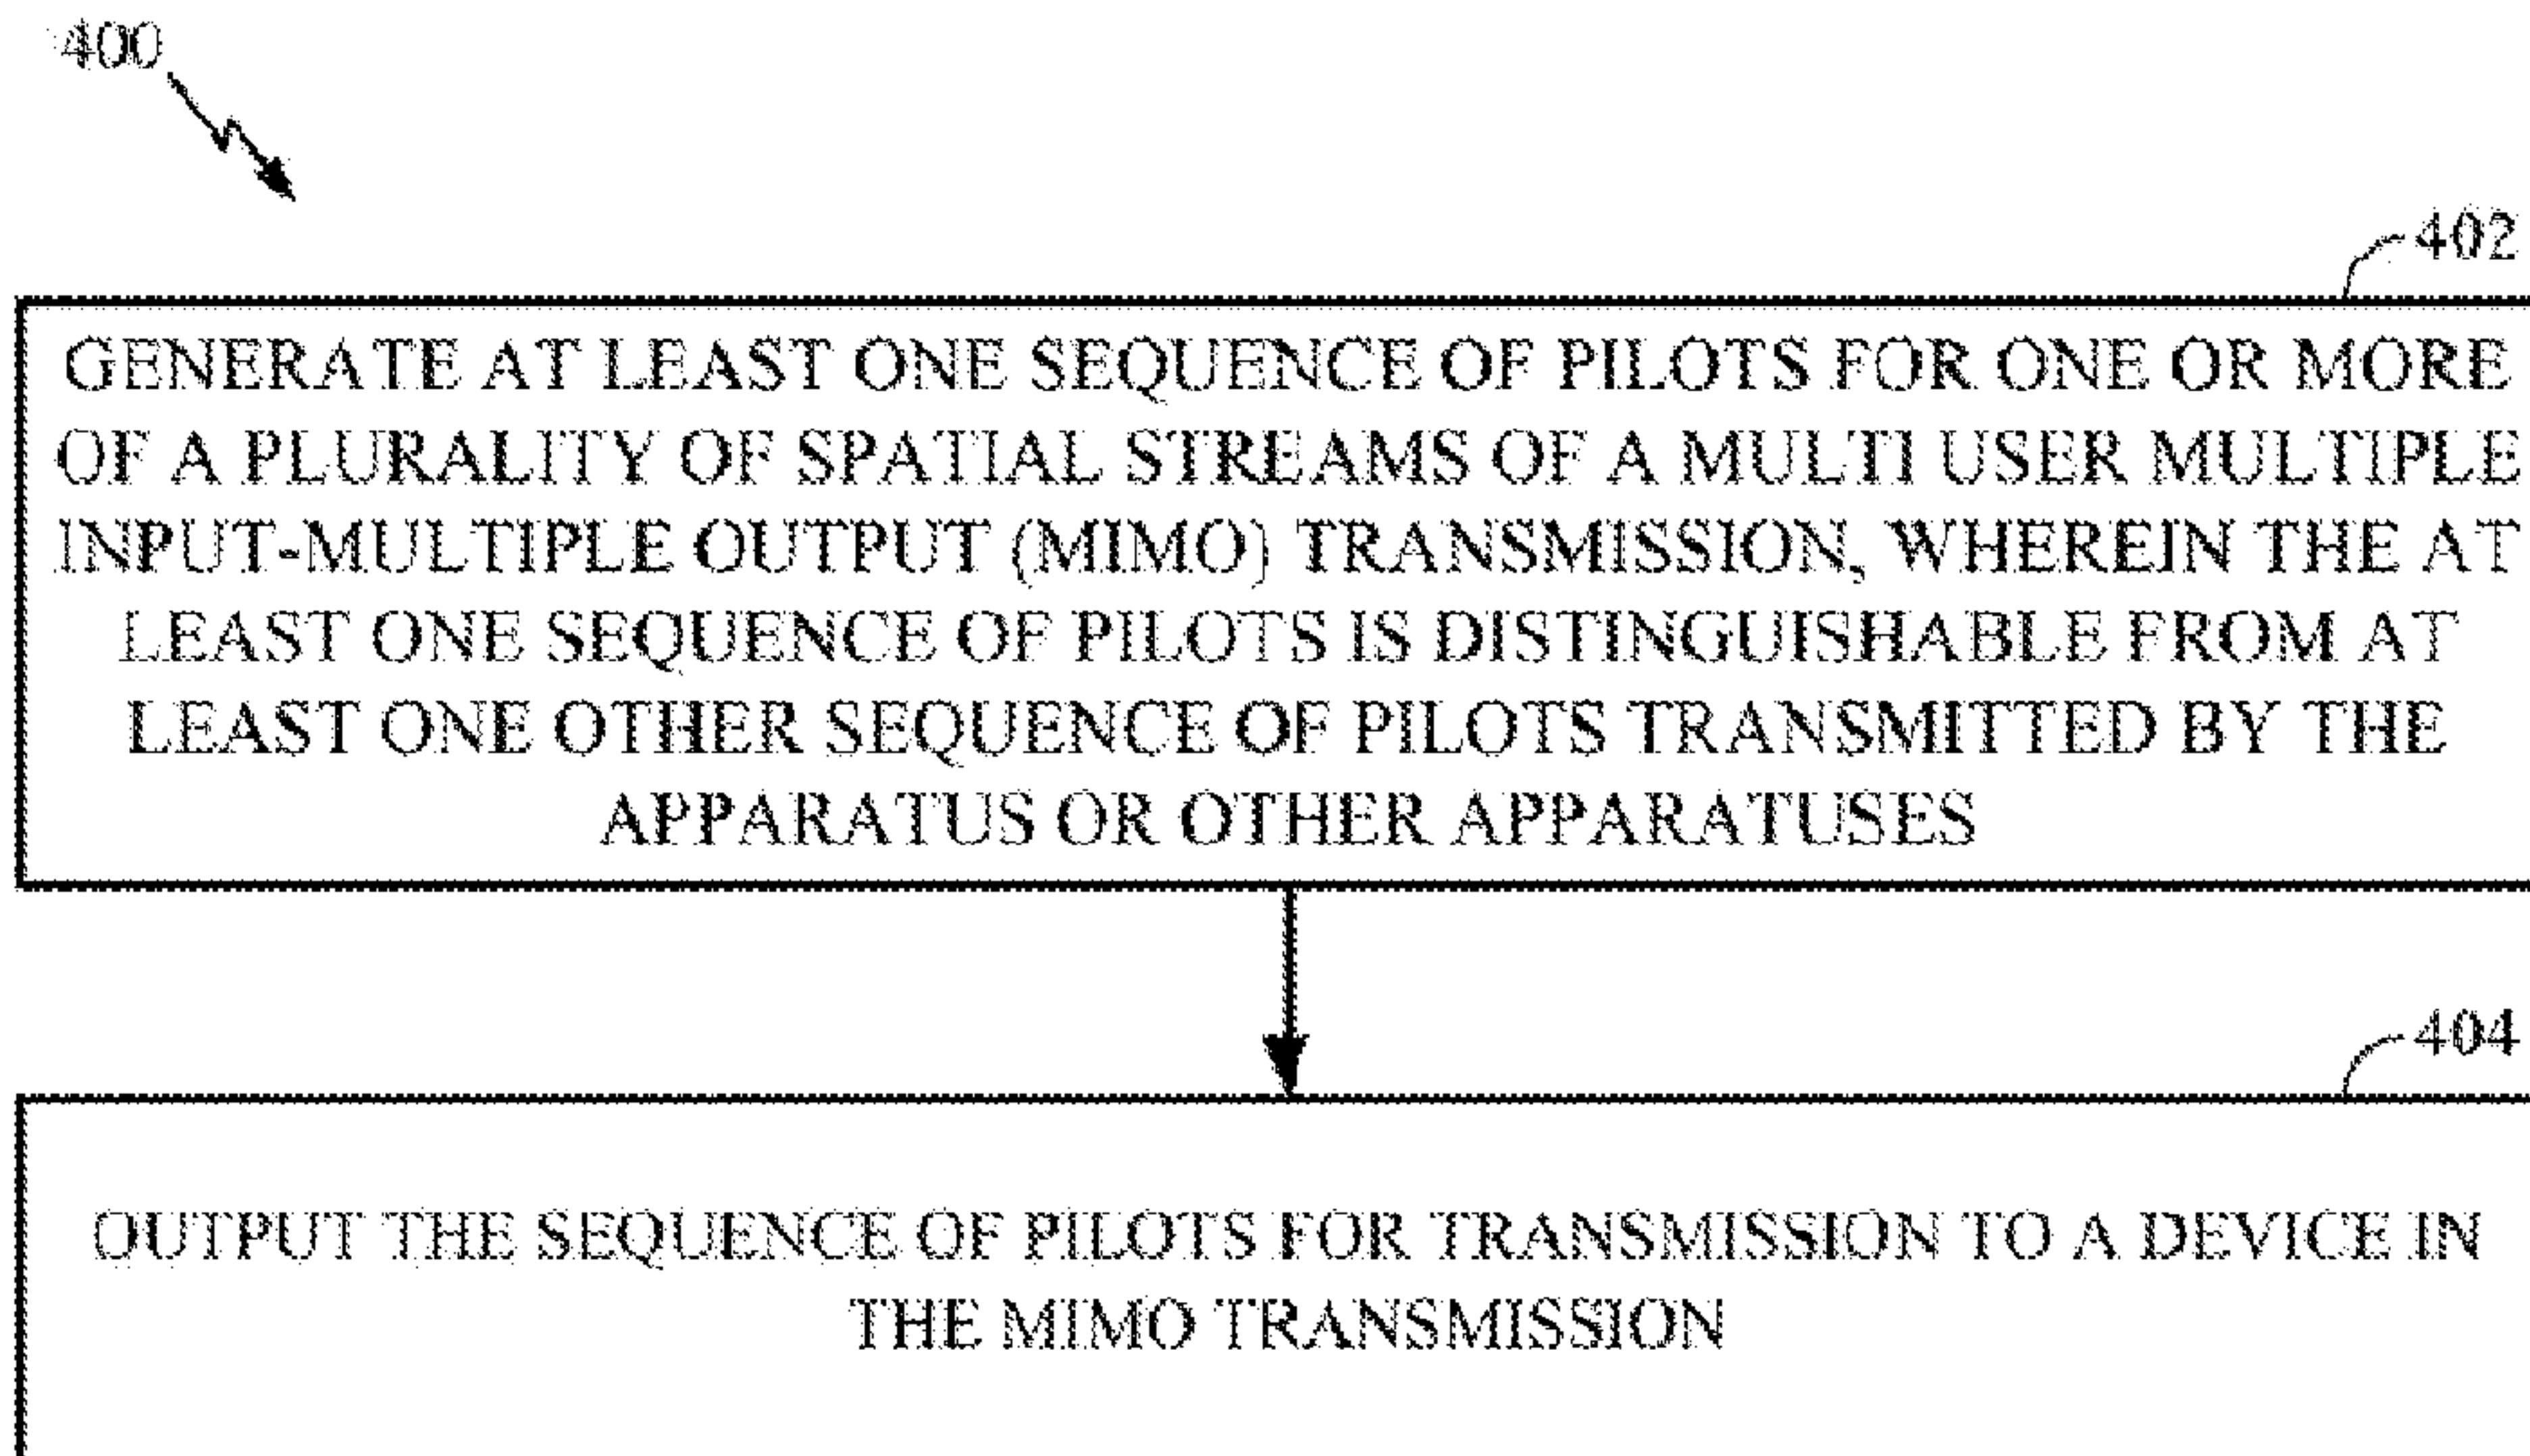 400
402
GENERATE AT LEAST ONE SEQUENCE OF PILOTS FOR ONE OR MORE
OF A PLURALITY OF SPATIAL STREAMS OF A MULTI USER MULTIPLE
INPUT-MULTIPLE OUTPUT (MIMO) TRANSMISSION, WHEREIN THE AT
LEAST ONE SEQUENCE OF PILOTS IS DISTINGUISHABLE FROM AT
LEAST ONE OTHER SEQUENCE OF PILOTS TRANSMITTED BY THE
APPARATUS OR OTHER APPARATUSES
404
OUTPUT THE SEQUENCE OF PILOTS FOR TRANSMISSION TO A DEVICE IN
THE MIMO TRANSMISSION